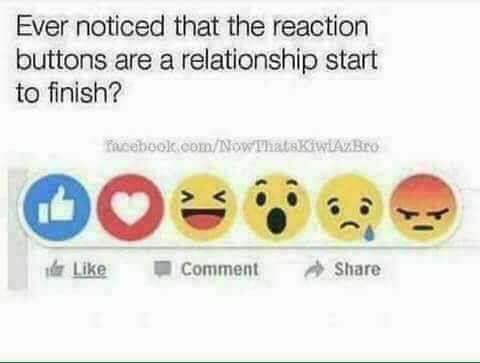 Ever noticed that the reaction
buttons are a relationship start
to finish?
facebook.com/NowThatsKiwiAzBro
Like Comment Share